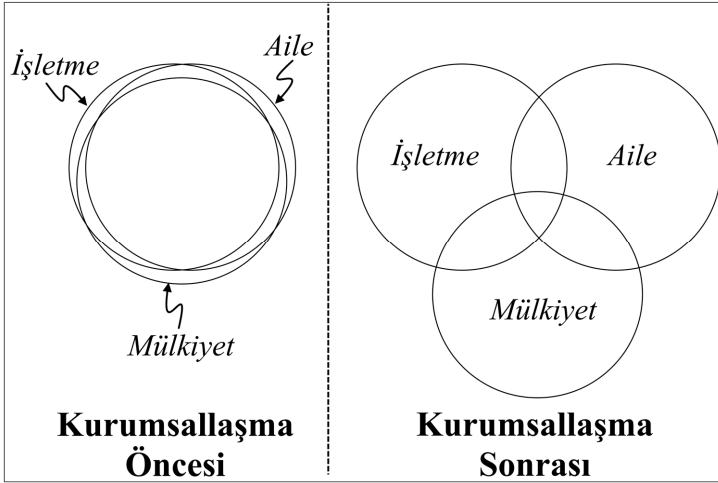 İşletme
Aile
Mülkiyet
Kurumsallaşma
Öncesi
İşletme
Aile
Mülkiyet
Kurumsallaşma
Sonrası